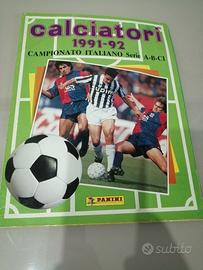 calciatori
1991-92
CAMPIONATO ITALIANO Serie A-B-C1
PANINI
subito